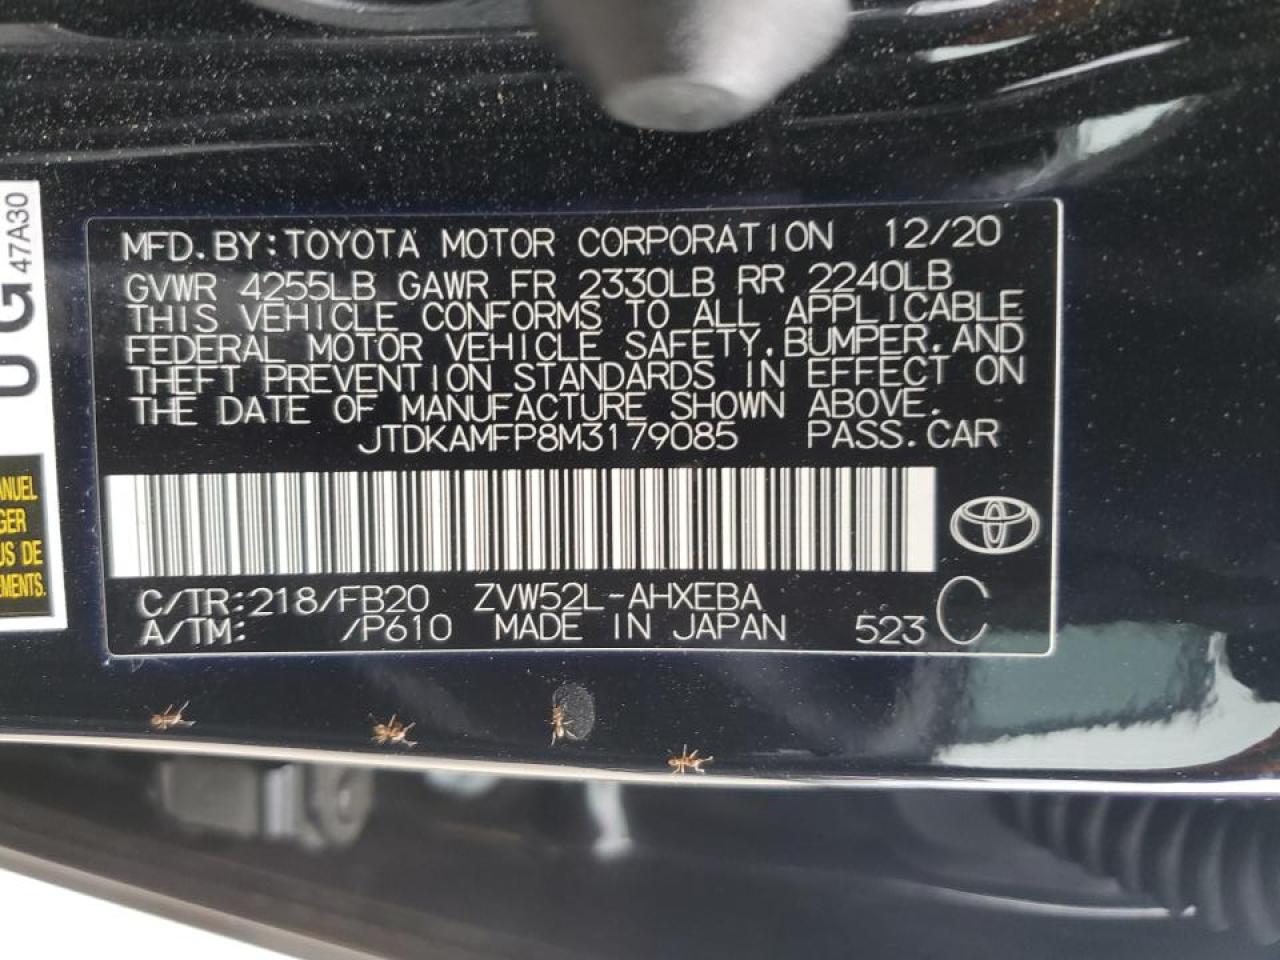 47A30
UG
ANUEL
GER
US DE
EMENTS.
MFD. BY: TOYOTA MOTOR CORPORATION 12/20
GVWR 4255LB GAWR FR 2330LB RR 2240LB
THIS VEHICLE CONFORMS TO ALL APPLICABLE
FEDERAL MOTOR VEHICLE SAFETY, BUMPER, AND
THEFT PREVENTION STANDARDS IN EFFECT ON
THE DATE OF MANUFACTURE SHOWN ABOVE.
JTDKAMFP8M3179085 PASS. CAR
C/TR: 218/FB20 ZVW52L-AHXEBA
A/TM: /P610 MADE IN JAPAN 523 C